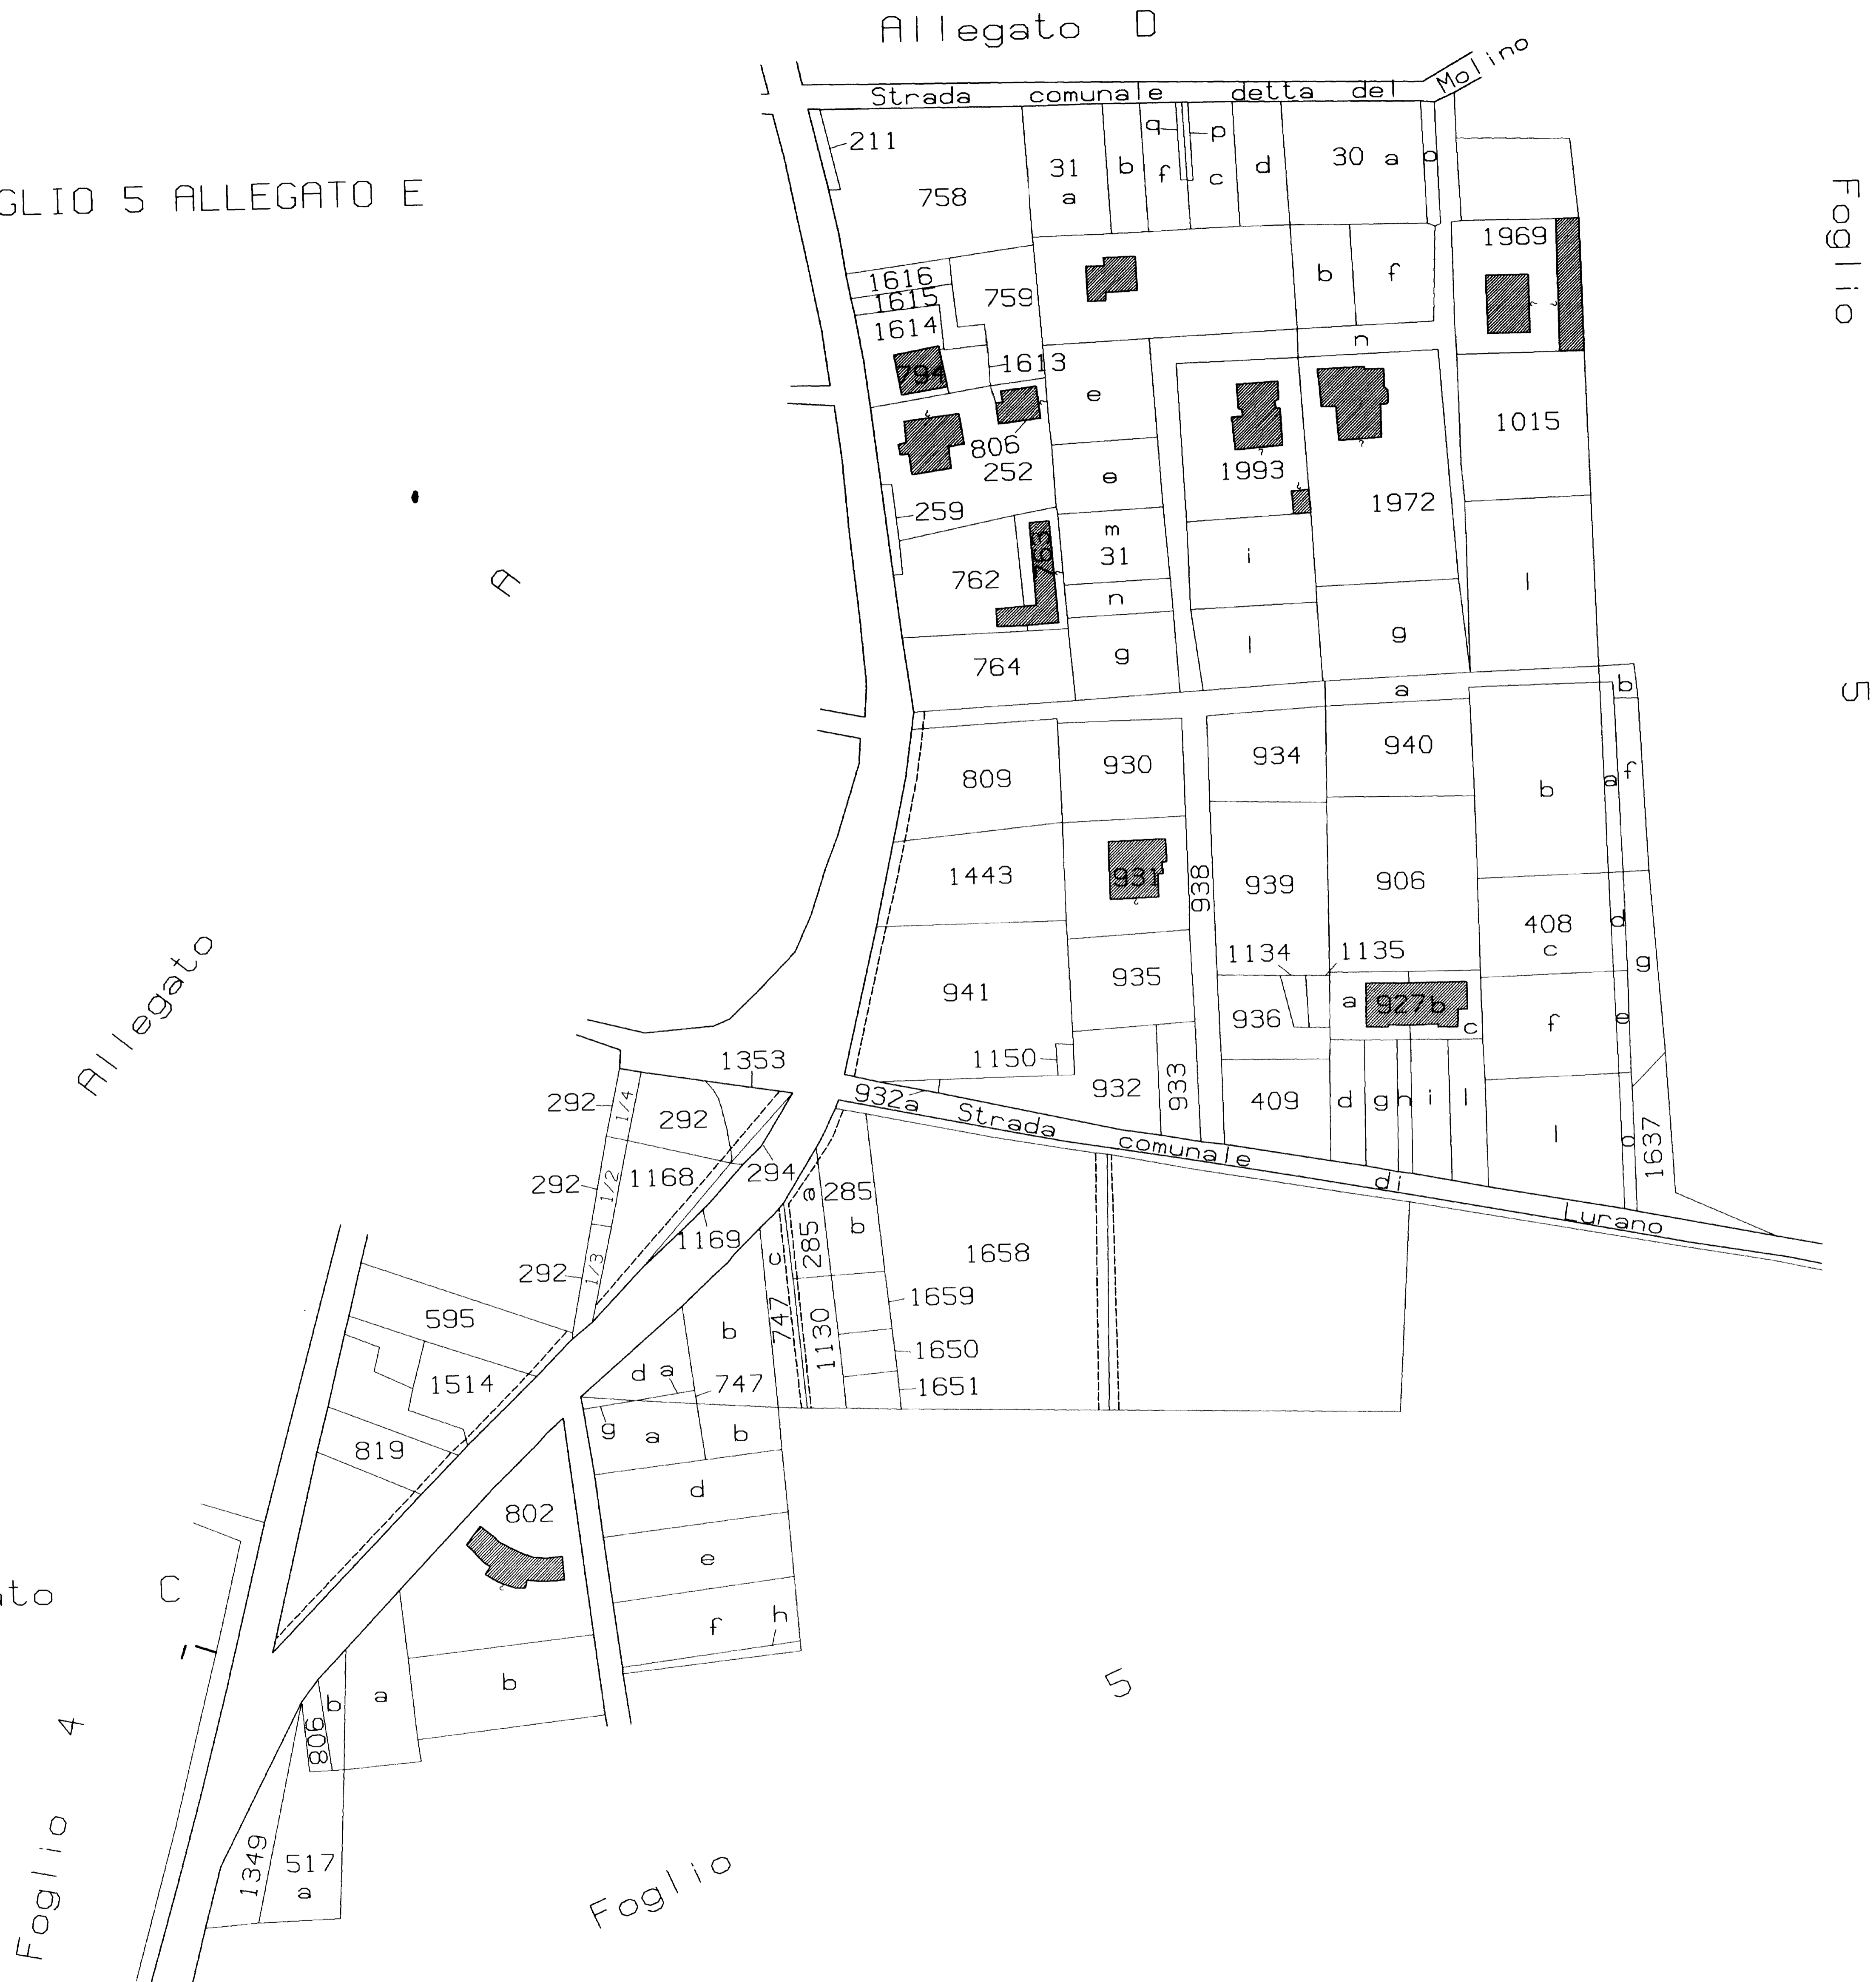 Allegato D
Strada comunale detta del Molino
GLIO 5 ALLEGATO E
Foglio 5
211
758
31
a
b
q
f
p
c
d
30 a
o
1969
1616
1615
1614
759
b
f
n
794
1613
e
806
252
1993
1972
1015
259
e
m
31
762
763
i
l
n
764
g
l
g
a
b
809
930
934
940
b
a
f
1443
931
938
939
906
408
c
d
g
941
935
1134
1135
936
a
927b
c
f
e
1150
932
933
409
d
g
h
i
l
l
o
1637
932a
Strada comunale di Lurano
Allegato A
1353
292
1/4
292
292
1/2
1168
294
1169
292
1/3
a
285
285
b
c
747
1130
1658
1659
1650
1651
595
1514
819
b
d a
747
g
a
b
d
e
f
h
802
ato C
b
a
b
806
1349
517
a
Foglio 4
Foglio 5